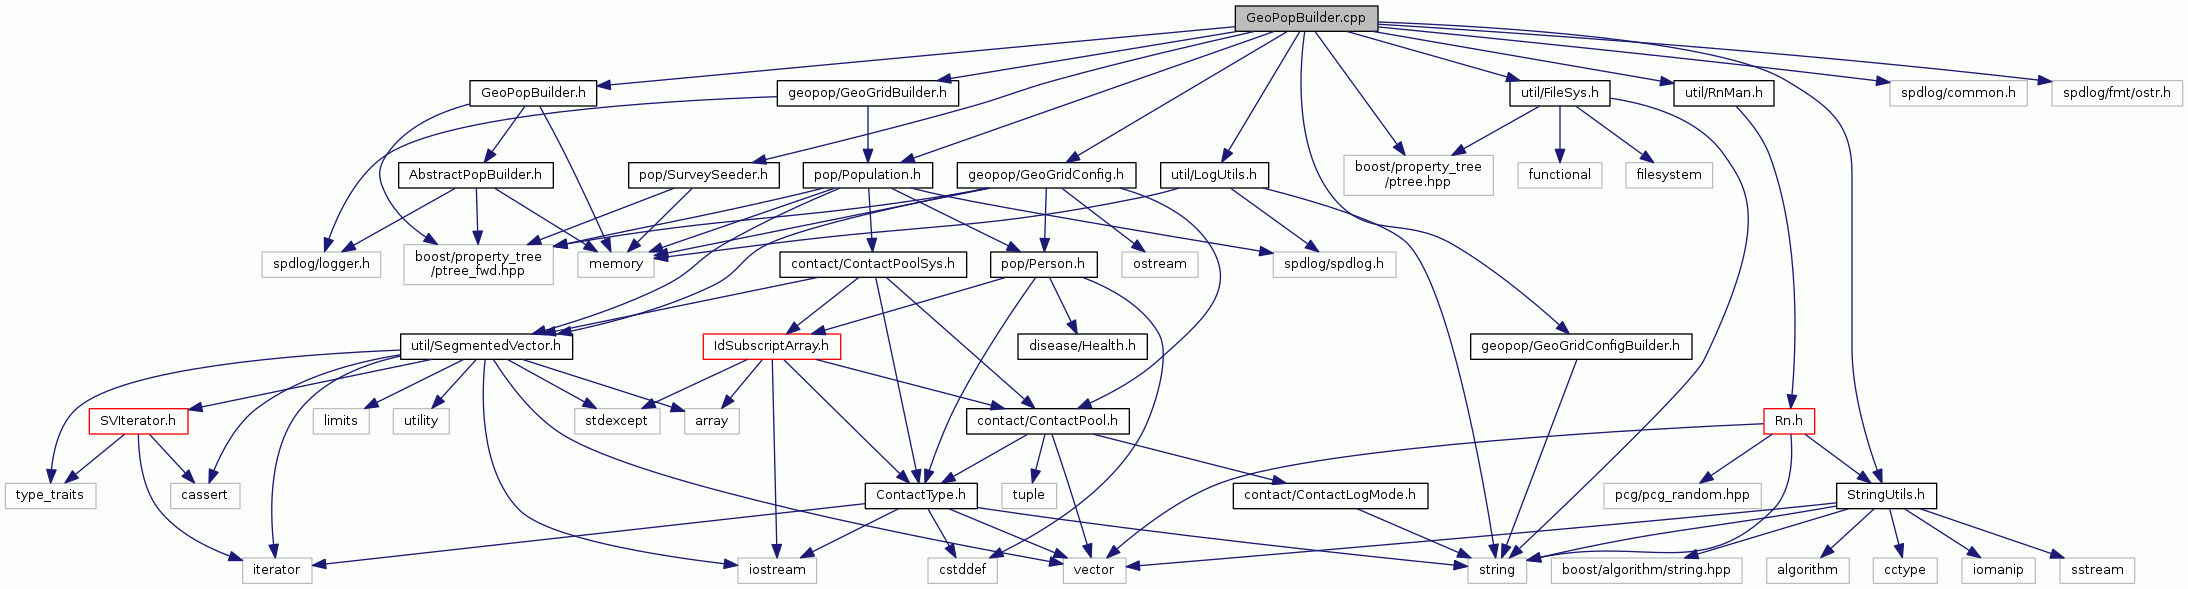 GeoPopBuilder.cpp
GeoPopBuilder.h
geopop/GeoGridBuilder.h
util/FileSys.h
util/RnMan.h
spdlog/common.h
spdlog/fmt/ostr.h
AbstractPopBuilder.h
pop/SurveySeeder.h
pop/Population.h
geopop/GeoGridConfig.h
util/LogUtils.h
boost/property_tree
/ptree.hpp
functional
filesystem
spdlog/logger.h
boost/property_tree
/ptree_fwd.hpp
memory
contact/ContactPoolSys.h
pop/Person.h
ostream
spdlog/spdlog.h
util/SegmentedVector.h
IdSubscriptArray.h
disease/Health.h
geopop/GeoGridConfigBuilder.h
SVIterator.h
limits
utility
stdexcept
array
contact/ContactPool.h
Rn.h
type_traits
cassert
ContactType.h
tuple
contact/ContactLogMode.h
pcg/pcg_random.hpp
StringUtils.h
iterator
iostream
cstddef
vector
string
boost/algorithm/string.hpp
algorithm
cctype
iomanip
sstream